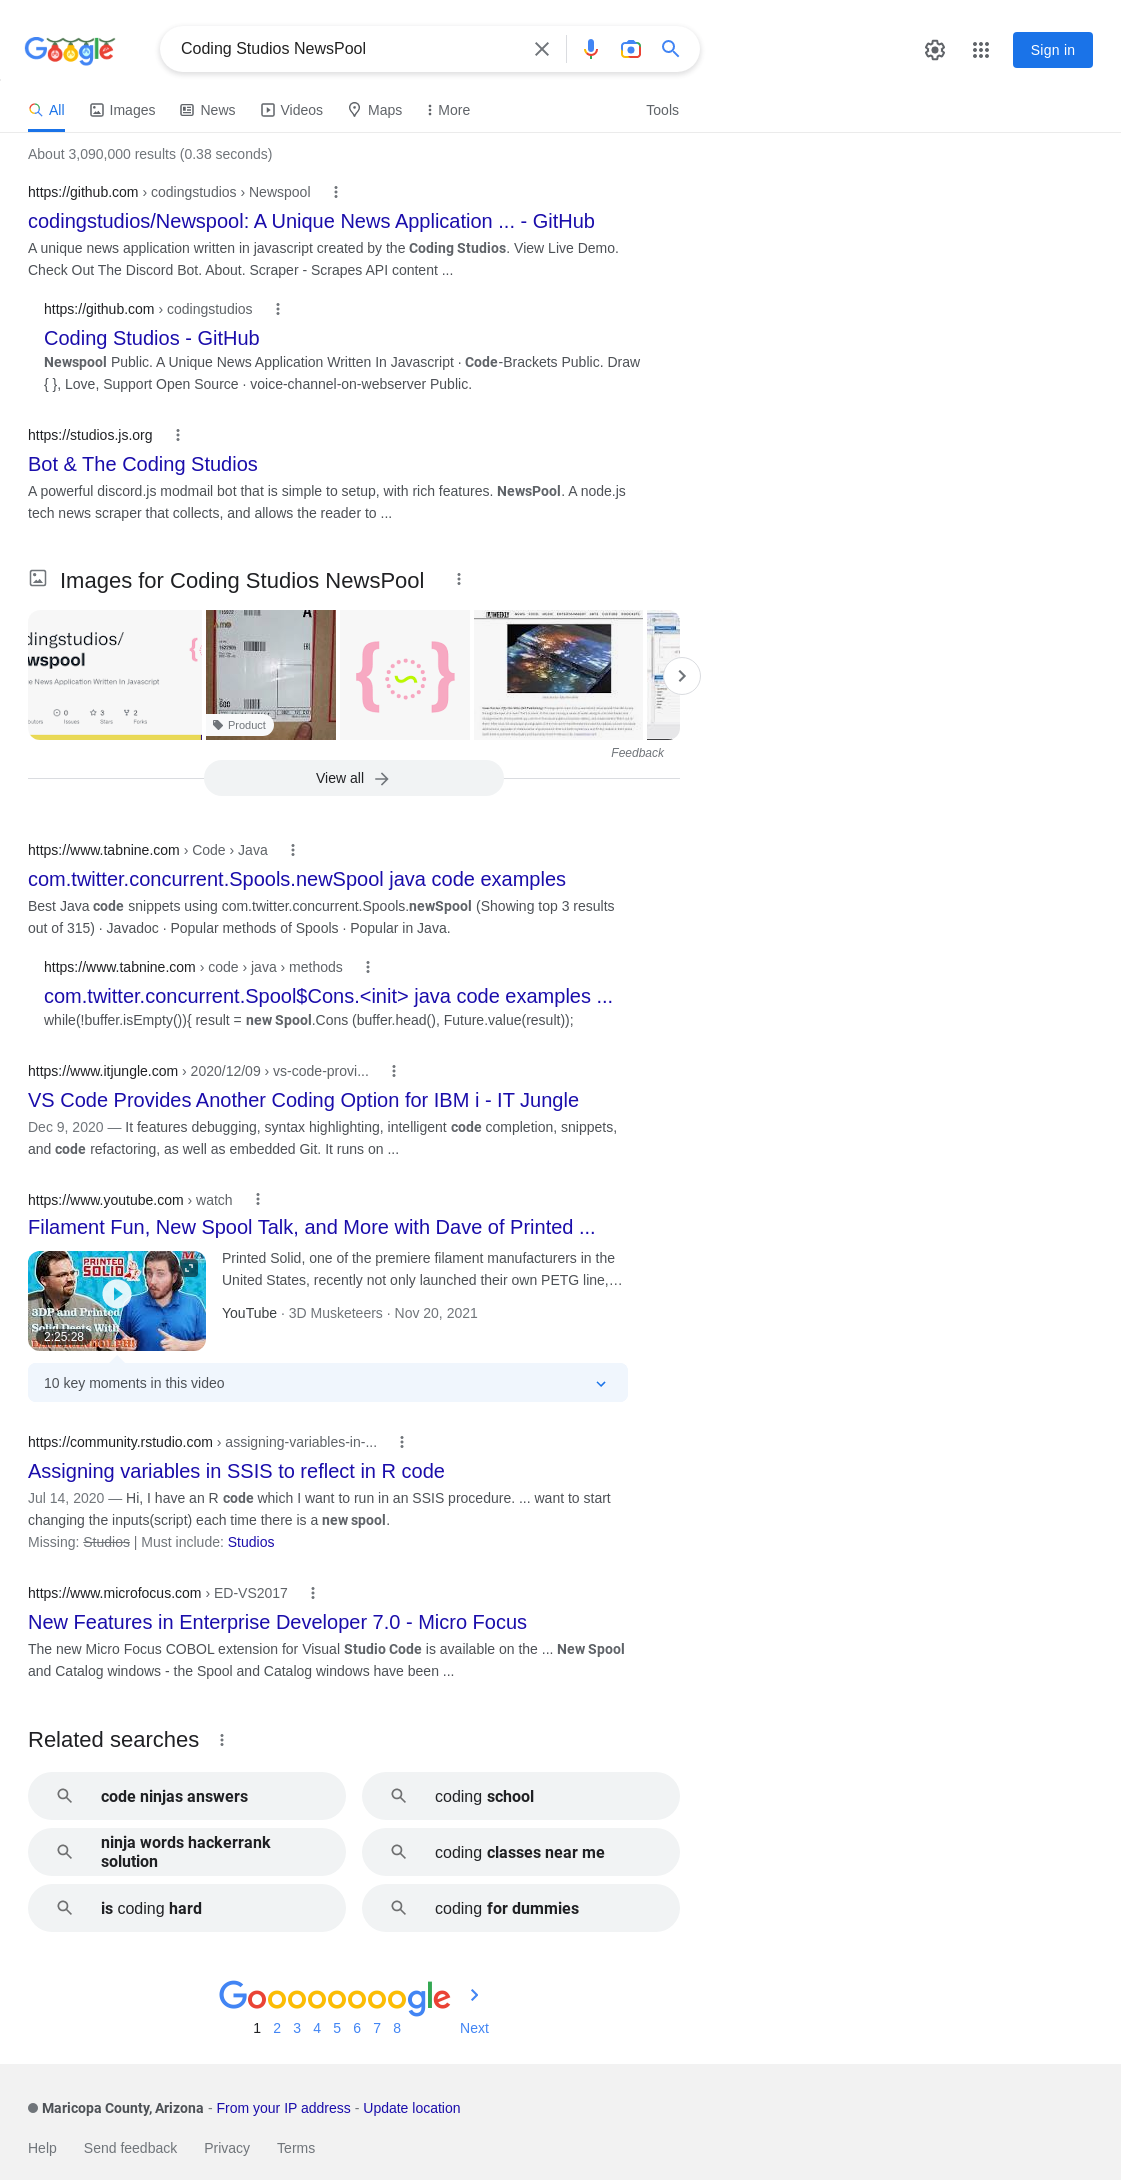 Google
Coding Studios NewsPool
Sign in
All
Images
News
Videos
Maps
More
Tools
About 3,090,000 results (0.38 seconds)
https://github.com › codingstudios › Newspool
codingstudios/Newspool: A Unique News Application ... - GitHub
A unique news application written in javascript created by the Coding Studios. View Live Demo.
Check Out The Discord Bot. About. Scraper - Scrapes API content ...
https://github.com › codingstudios
Coding Studios - GitHub
Newspool Public. A Unique News Application Written In Javascript · Code-Brackets Public. Draw
{ }, Love, Support Open Source · voice-channel-on-webserver Public.
https://studios.js.org
Bot & The Coding Studios
A powerful discord.js modmail bot that is simple to setup, with rich features. NewsPool. A node.js
tech news scraper that collects, and allows the reader to ...
Images for Coding Studios NewsPool
dingstudios/
wspool
e News Application Written In Javascript
0
3
2
Issues
Stars
Forks
Product
Feedback
View all
https://www.tabnine.com › Code › Java
com.twitter.concurrent.Spools.newSpool java code examples
Best Java code snippets using com.twitter.concurrent.Spools.newSpool (Showing top 3 results
out of 315) · Javadoc · Popular methods of Spools · Popular in Java.
https://www.tabnine.com › code › java › methods
com.twitter.concurrent.Spool$Cons.<init> java code examples ...
while(!buffer.isEmpty()){ result = new Spool.Cons (buffer.head(), Future.value(result));
https://www.itjungle.com › 2020/12/09 › vs-code-provi...
VS Code Provides Another Coding Option for IBM i - IT Jungle
Dec 9, 2020 — It features debugging, syntax highlighting, intelligent code completion, snippets,
and code refactoring, as well as embedded Git. It runs on ...
https://www.youtube.com › watch
Filament Fun, New Spool Talk, and More with Dave of Printed ...
PRINTED
SOLID
3DP and Printed
Solid Deets With
2:25:28
Printed Solid, one of the premiere filament manufacturers in the
United States, recently not only launched their own PETG line,…
YouTube · 3D Musketeers · Nov 20, 2021
10 key moments in this video
https://community.rstudio.com › assigning-variables-in-...
Assigning variables in SSIS to reflect in R code
Jul 14, 2020 — Hi, I have an R code which I want to run in an SSIS procedure. ... want to start
changing the inputs(script) each time there is a new spool.
Missing: Studios | Must include: Studios
https://www.microfocus.com › ED-VS2017
New Features in Enterprise Developer 7.0 - Micro Focus
The new Micro Focus COBOL extension for Visual Studio Code is available on the ... New Spool
and Catalog windows - the Spool and Catalog windows have been ...
Related searches
code ninjas answers
coding school
ninja words hackerrank
solution
coding classes near me
is coding hard
coding for dummies
Goooooooogle
1 2 3 4 5 6 7 8 Next
Maricopa County, Arizona - From your IP address - Update location
Help Send feedback Privacy Terms